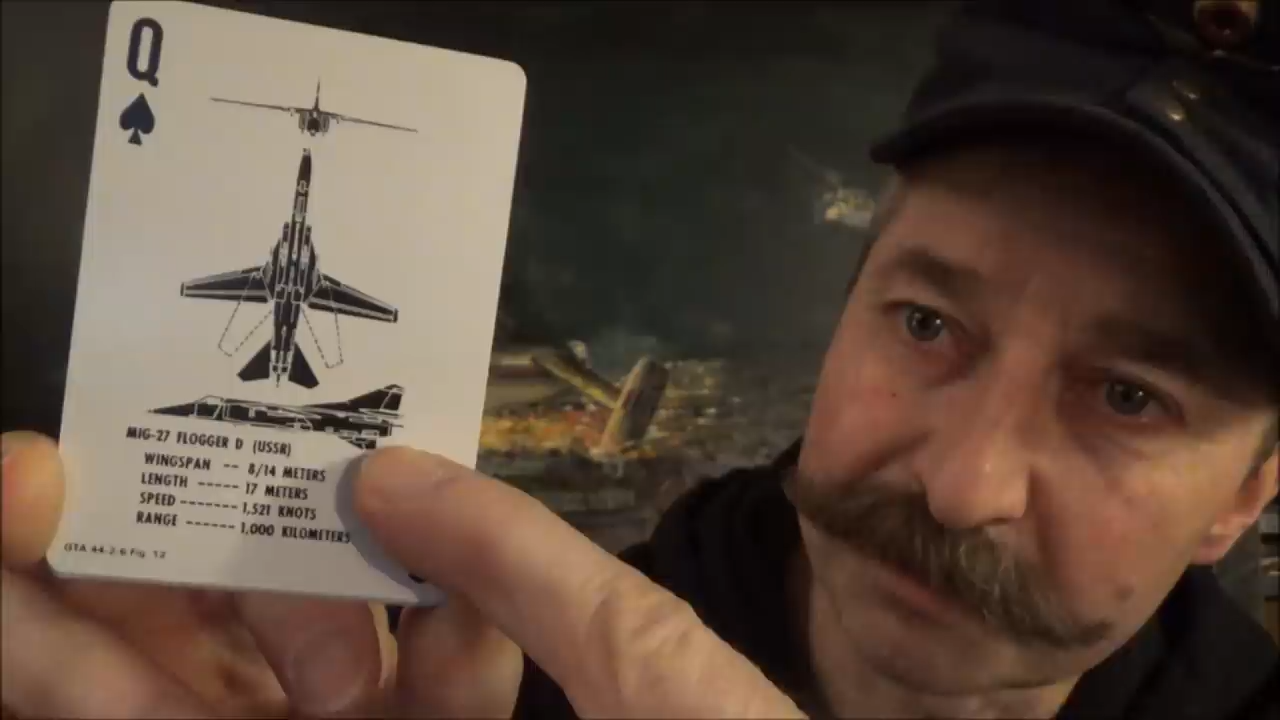 Q
MIG-27 FLOGGER D (USSR)
WINGSPAN -- 8/14 METERS
LENGTH ----- 17 METERS
SPEED ------- 1,521 KNOTS
RANGE ------ 1,000 KILOMETERS
GTA 44-2-6 Fig. 12